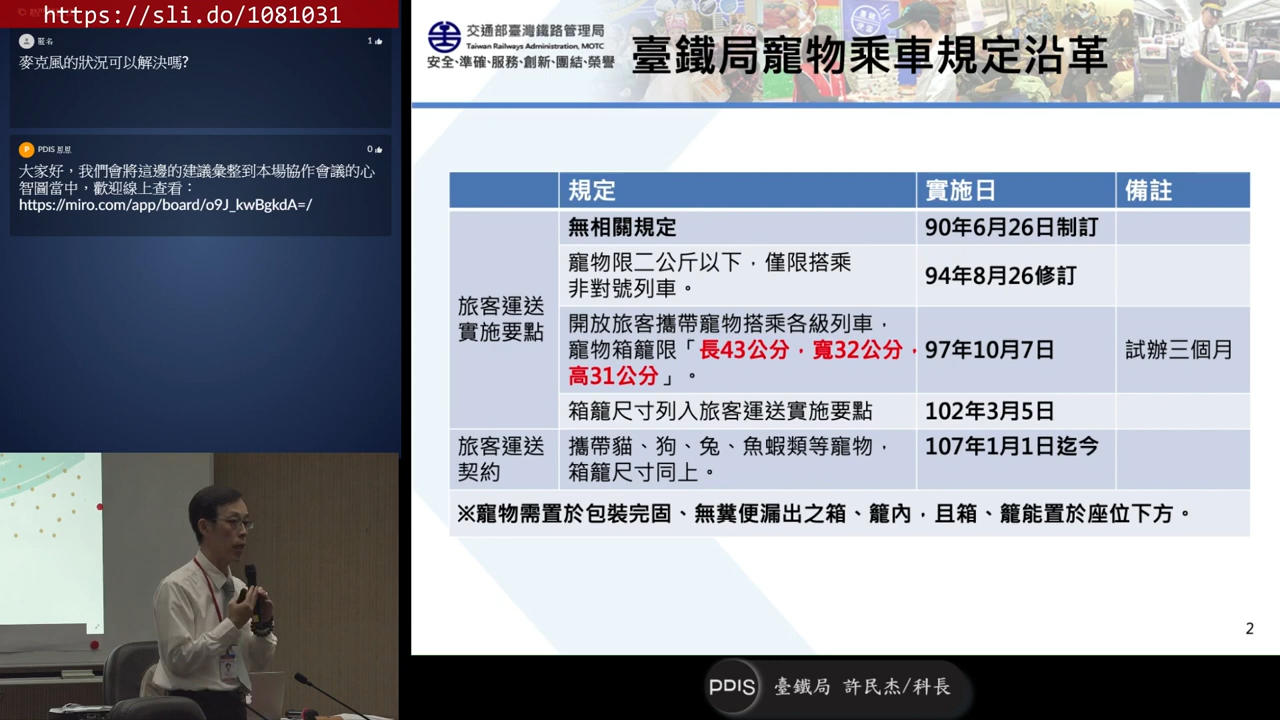 https://sli.do/1081031
匿名
1
麥克風的狀況可以解決嗎?
P
PDIS 恩恩
0
大家好，我們會將這邊的建議彙整到本場協作會議的心
智圖當中，歡迎線上查看：
https://miro.com/app/board/o9J_kwBgkdA=/
交通部臺灣鐵路管理局
Taiwan Railways Administration, MOTC
安全、準確、服務、創新、團結、榮譽
臺鐵局寵物乘車規定沿革
規定
實施日
備註
旅客運送
實施要點
無相關規定
90年6月26日制訂
寵物限二公斤以下，僅限搭乘
非對號列車。
94年8月26修訂
開放旅客攜帶寵物搭乘各級列車，
寵物箱籠限「長43公分，寬32公分，
高31公分」。
97年10月7日
試辦三個月
箱籠尺寸列入旅客運送實施要點
102年3月5日
旅客運送
契約
攜帶貓、狗、兔、魚蝦類等寵物，
箱籠尺寸同上。
107年1月1日迄今
※寵物需置於包裝完固、無糞便漏出之箱、籠內，且箱、籠能置於座位下方。
2
PDIS
臺鐵局 許民杰/科長